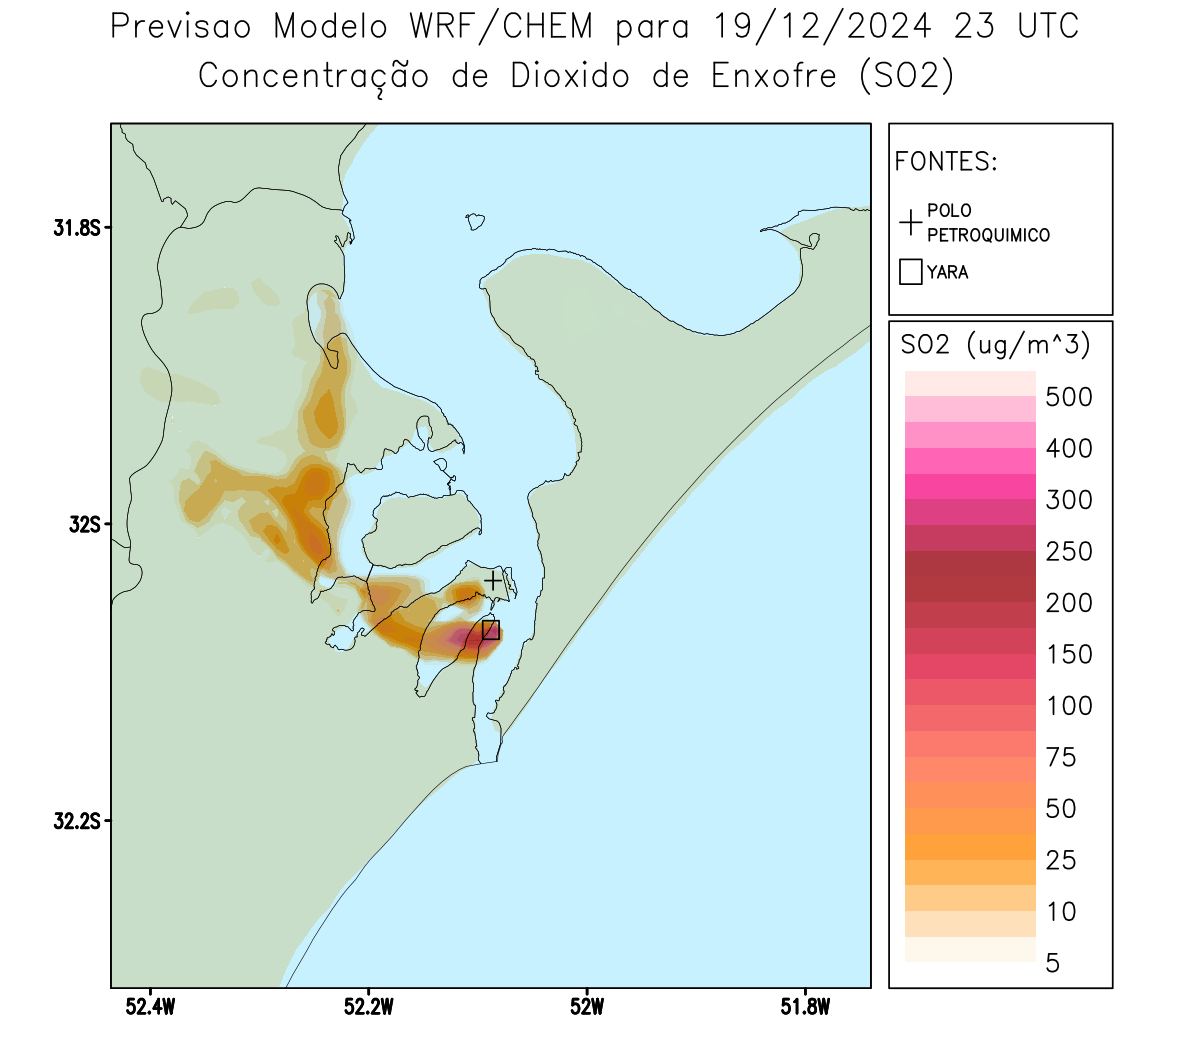 Previsao Modelo WRF/CHEM para 19/12/2024 23 UTC
Concentração de Dioxido de Enxofre (SO2)
FONTES:
POLO
PETROQUIMICO
YARA
SO2 (ug/m^3)
500
400
300
250
200
150
100
75
50
25
10
5
31.8S
32S
32.2S
52.4W
52.2W
52W
51.8W